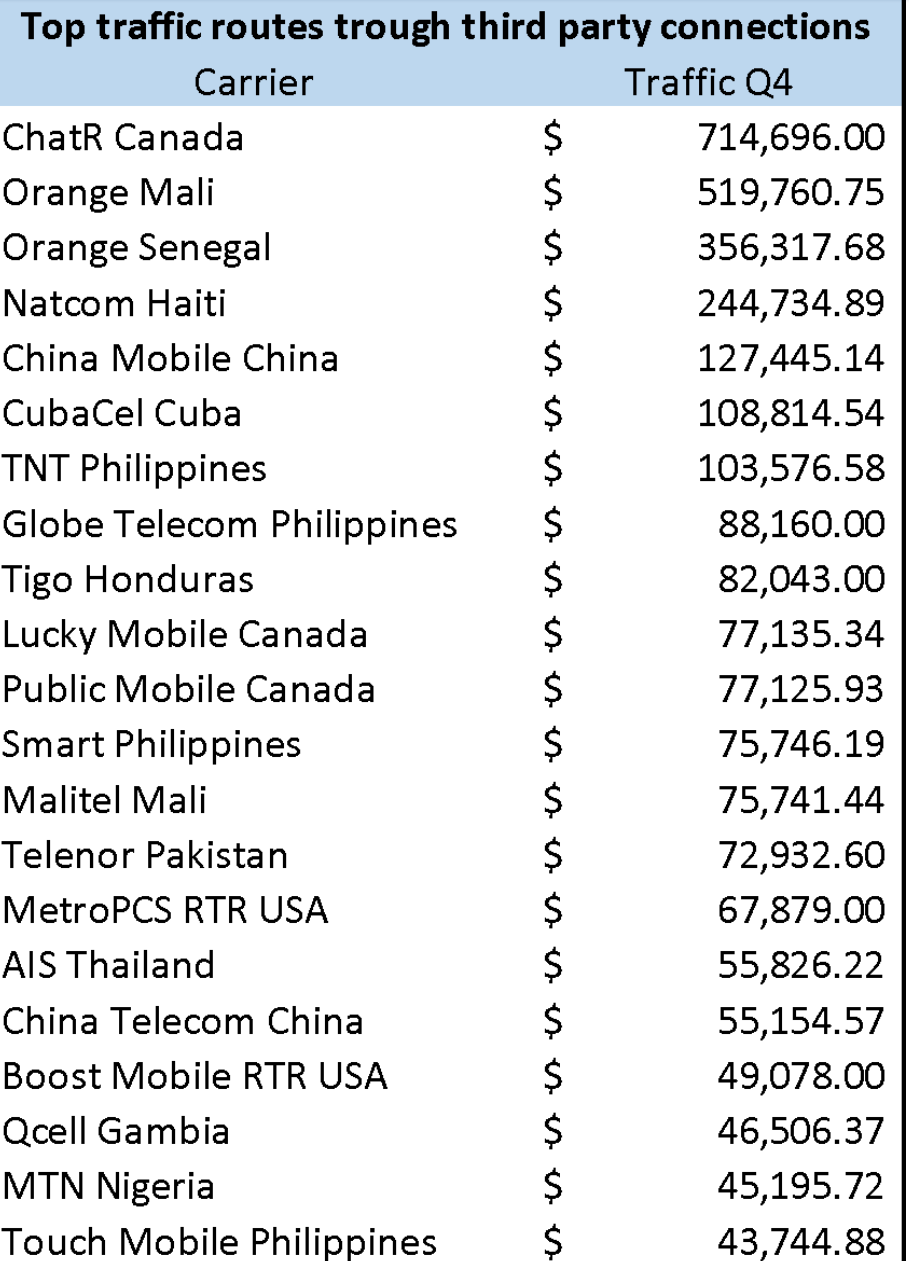 Top traffic routes trough third party connections
Carrier Traffic Q4
ChatR Canada $ 714,696.00
Orange Mali $ 519,760.75
Orange Senegal $ 356,317.68
Natcom Haiti $ 244,734.89
China Mobile China $ 127,445.14
CubaCel Cuba $ 108,814.54
TNT Philippines $ 103,576.58
Globe Telecom Philippines $ 88,160.00
Tigo Honduras $ 82,043.00
Lucky Mobile Canada $ 77,135.34
Public Mobile Canada $ 77,125.93
Smart Philippines $ 75,746.19
Malitel Mali $ 75,741.44
Telenor Pakistan $ 72,932.60
MetroPCS RTR USA $ 67,879.00
AIS Thailand $ 55,826.22
China Telecom China $ 55,154.57
Boost Mobile RTR USA $ 49,078.00
Qcell Gambia $ 46,506.37
MTN Nigeria $ 45,195.72
Touch Mobile Philippines $ 43,744.88